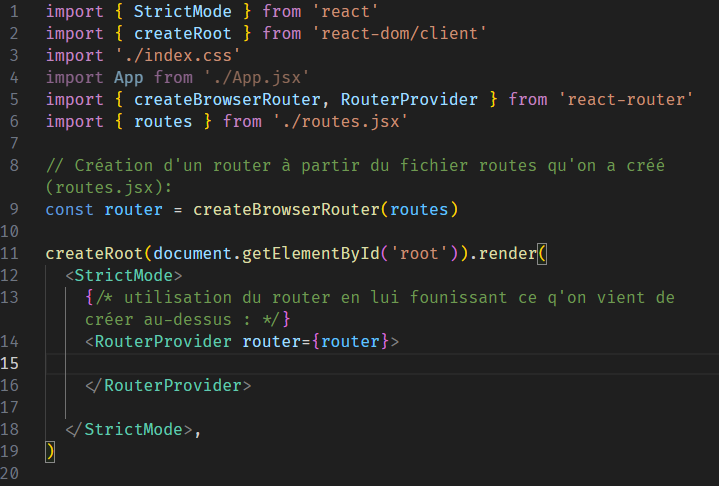 1 import { StrictMode } from 'react'
2 import { createRoot } from 'react-dom/client'
3 import './index.css'
4 import App from './App.jsx'
5 import { createBrowserRouter, RouterProvider } from 'react-router'
6 import { routes } from './routes.jsx'
7
8 // Création d'un router à partir du fichier routes qu'on a créé
(routes.jsx):
9 const router = createBrowserRouter(routes)
10
11 createRoot(document.getElementById('root')).render(
12 <StrictMode>
13 {/* utilisation du router en lui founissant ce q'on vient de
créer au-dessus : */}
14 <RouterProvider router={router}>
15
16 </RouterProvider>
17
18 </StrictMode>,
19 )
20